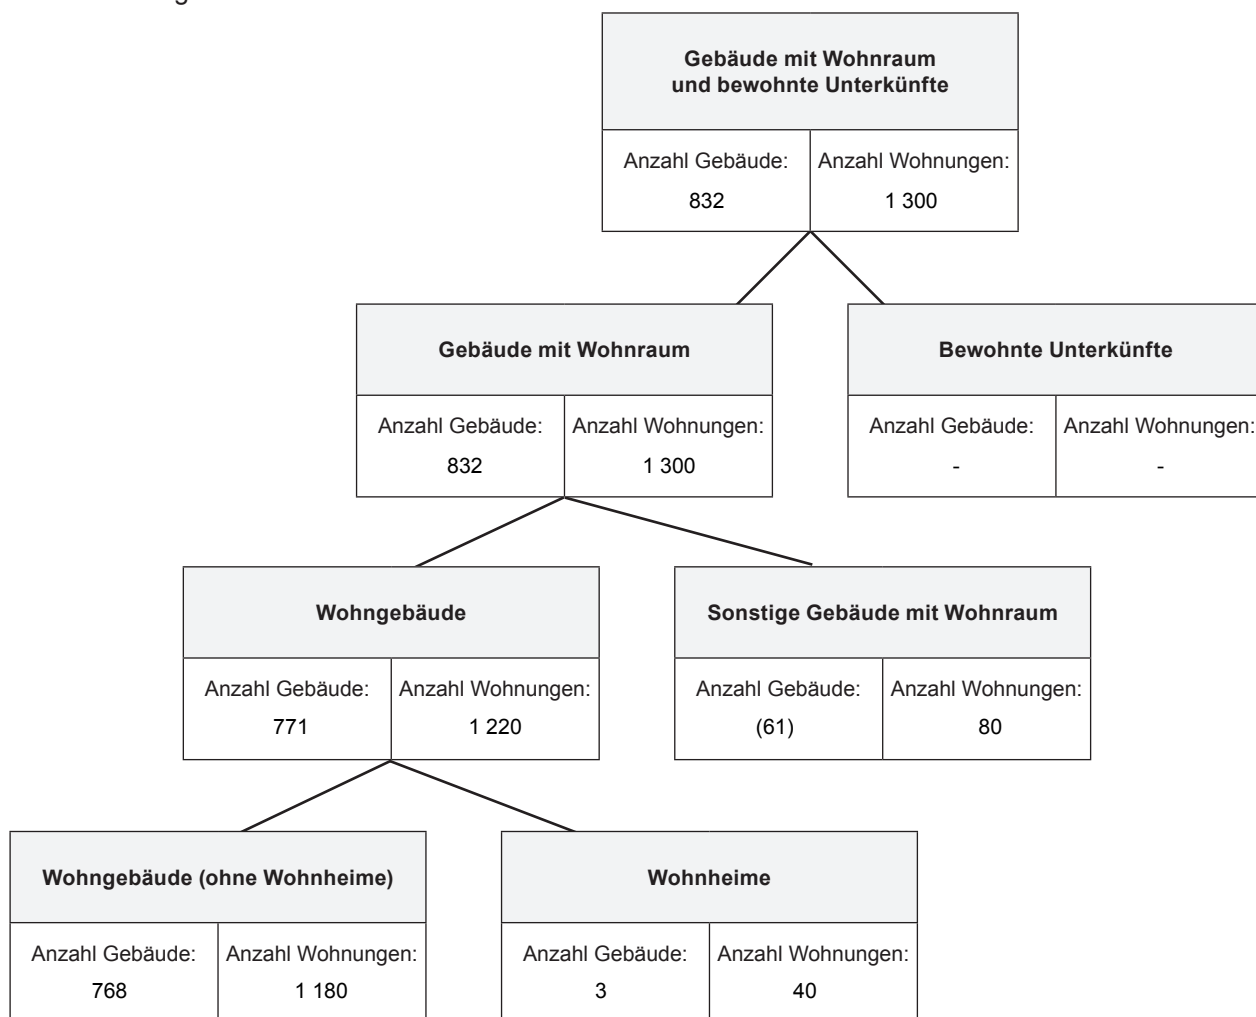 Gebäude mit Wohnraum
und bewohnte Unterkünfte
Anzahl Gebäude: Anzahl Wohnungen:
832 1 300
Gebäude mit Wohnraum
Anzahl Gebäude: Anzahl Wohnungen:
832 1 300
Bewohnte Unterkünfte
Anzahl Gebäude: Anzahl Wohnungen:
- -
Wohngebäude
Anzahl Gebäude: Anzahl Wohnungen:
771 1 220
Sonstige Gebäude mit Wohnraum
Anzahl Gebäude: Anzahl Wohnungen:
(61) 80
Wohngebäude (ohne Wohnheime)
Anzahl Gebäude: Anzahl Wohnungen:
768 1 180
Wohnheime
Anzahl Gebäude: Anzahl Wohnungen:
3 40